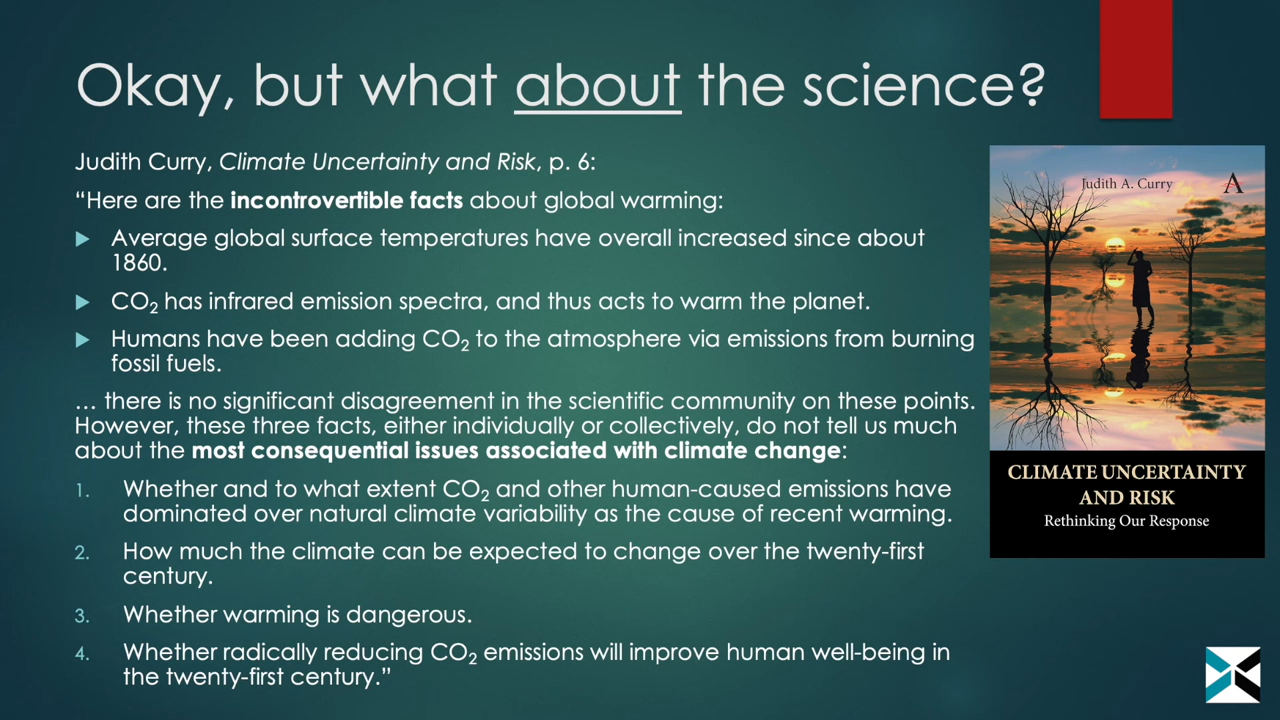 Okay, but what about the science?
Judith Curry, Climate Uncertainty and Risk, p. 6:
“Here are the incontrovertible facts about global warming:
Average global surface temperatures have overall increased since about
1860.
CO₂ has infrared emission spectra, and thus acts to warm the planet.
Humans have been adding CO₂ to the atmosphere via emissions from burning
fossil fuels.
… there is no significant disagreement in the scientific community on these points.
However, these three facts, either individually or collectively, do not tell us much
about the most consequential issues associated with climate change:
1. Whether and to what extent CO₂ and other human-caused emissions have
dominated over natural climate variability as the cause of recent warming.
2. How much the climate can be expected to change over the twenty-first
century.
3. Whether warming is dangerous.
4. Whether radically reducing CO₂ emissions will improve human well-being in
the twenty-first century.”
Judith A. Curry
A
CLIMATE UNCERTAINTY
AND RISK
Rethinking Our Response